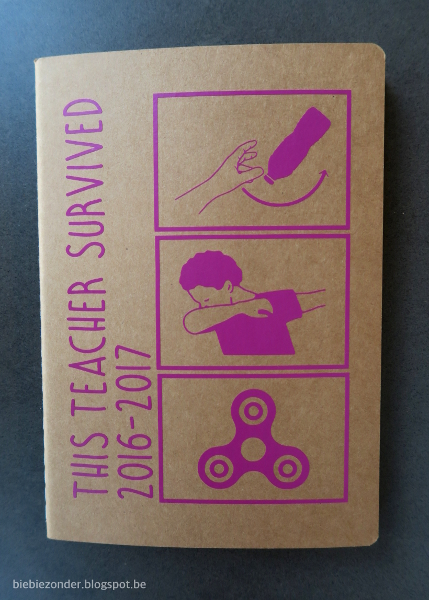 THIS TEACHER SURVIVED
2016-2017
biebiezonder.blogspot.be